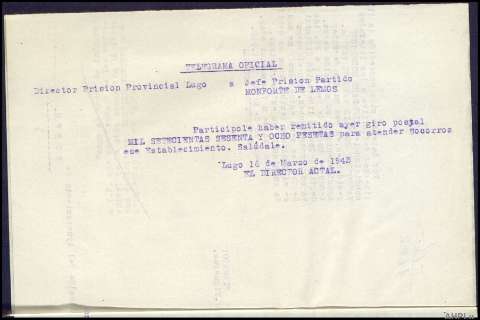 TELEGRAMA OFICIAL
Director Prision Provincial Lugo a Jefe Prision Partido
MONFORTE DE LEMOS
Participole haber remitido ayer giro postal
MIL SETECIENTAS SESENTA Y OCHO PESETAS para atender Socorros
ese Establecimiento. Salúdale.
Lugo 16 de Marzo de 1943
EL DIRECTOR ACTAL.